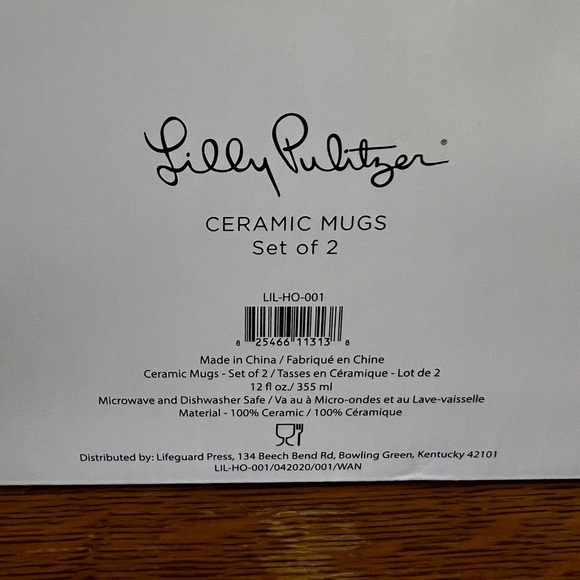 Lilly Pulitzer®
CERAMIC MUGS
Set of 2
LIL-HO-001
8 25466 11313 8
Made in China / Fabriqué en Chine
Ceramic Mugs - Set of 2 / Tasses en Céramique - Lot de 2
12 fl oz./ 355 ml
Microwave and Dishwasher Safe / Va au à Micro-ondes et au Lave-vaisselle
Material - 100% Ceramic / 100% Céramique
Distributed by: Lifeguard Press, 134 Beech Bend Rd, Bowling Green, Kentucky 42101
LIL-HO-001/042020/001/WAN